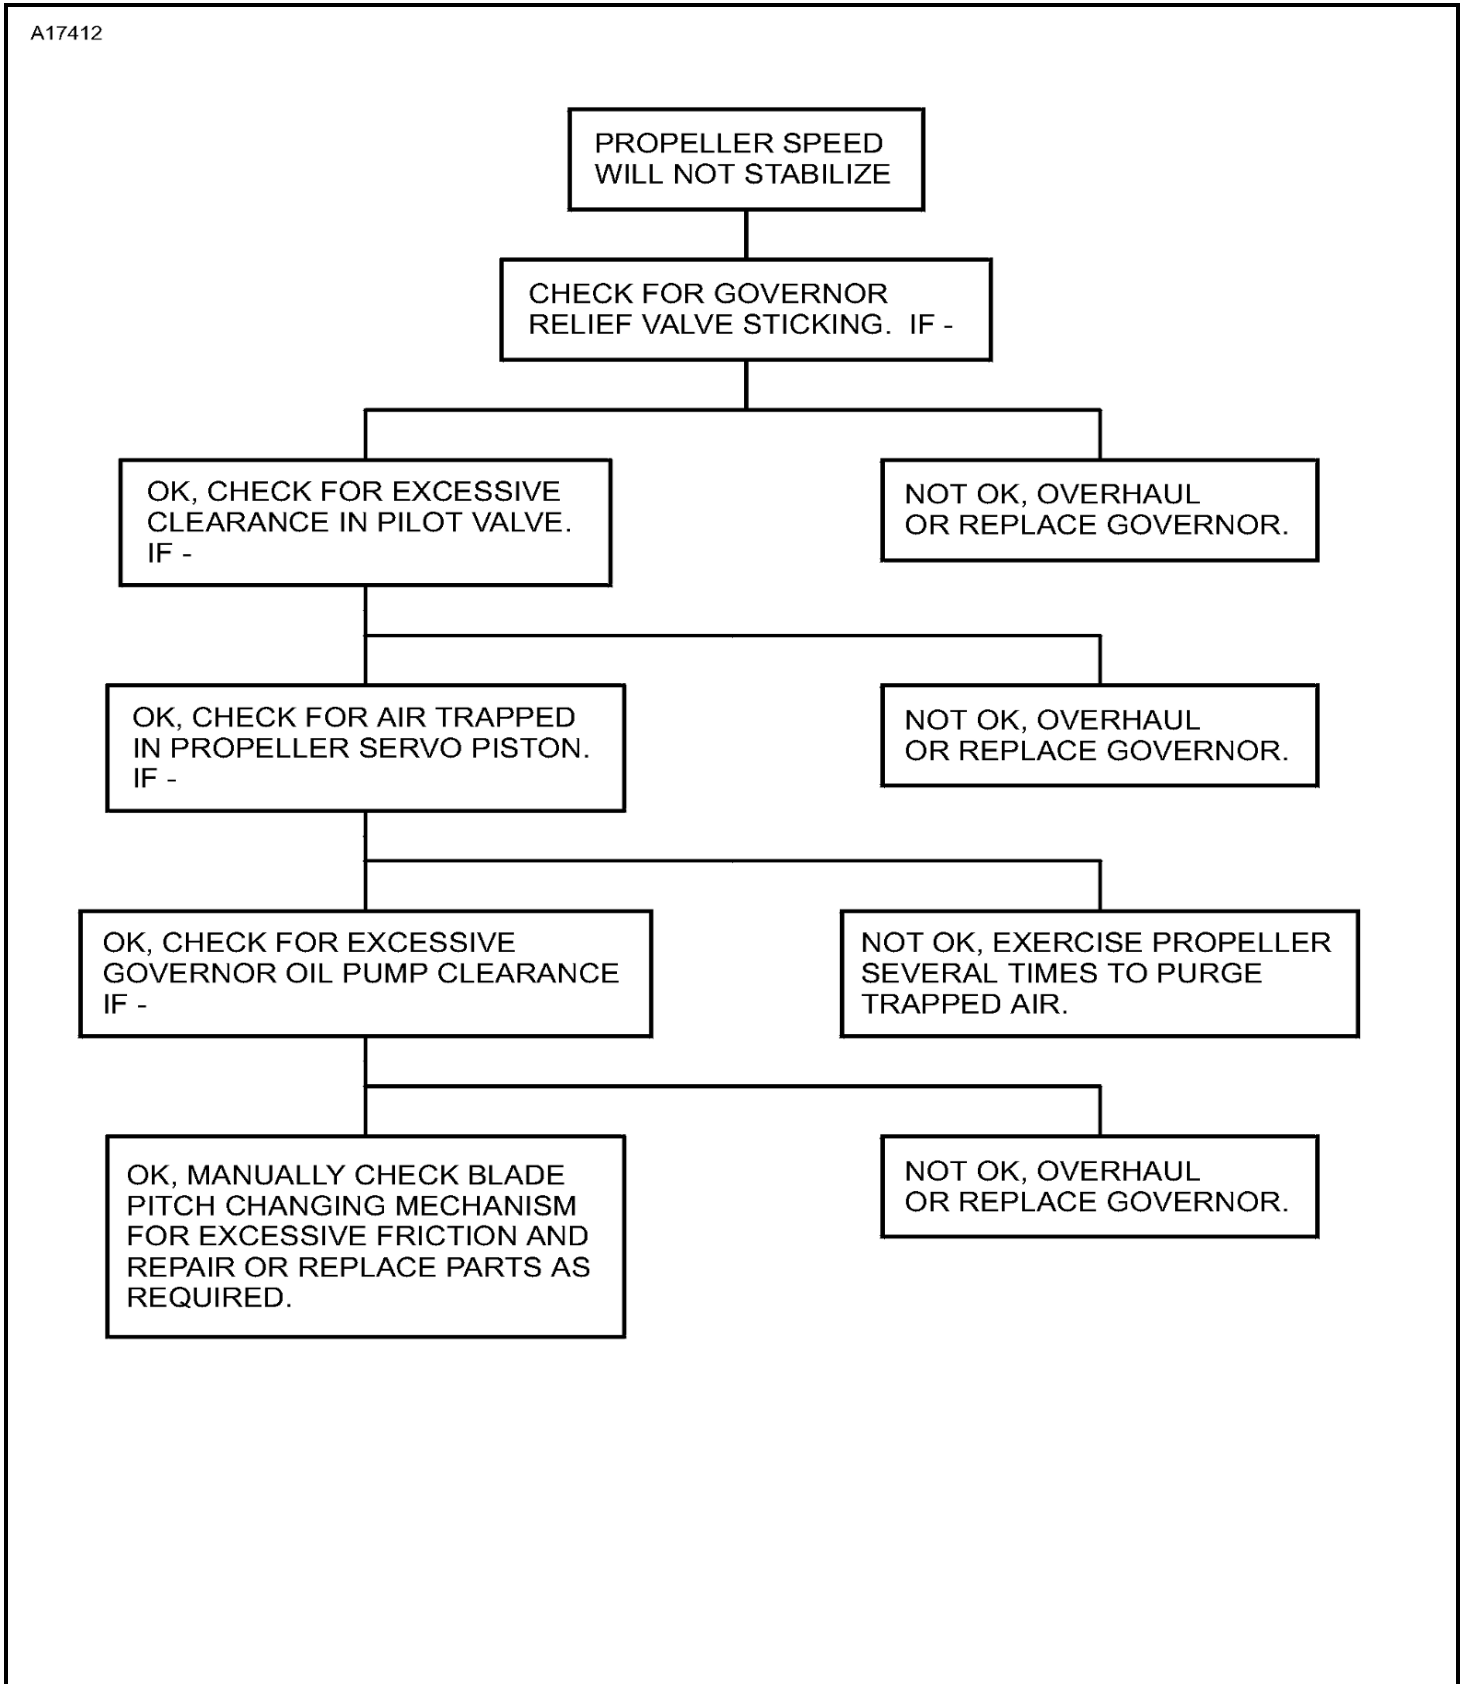 A17412
PROPELLER SPEED
WILL NOT STABILIZE
CHECK FOR GOVERNOR
RELIEF VALVE STICKING.  IF -
OK, CHECK FOR EXCESSIVE
CLEARANCE IN PILOT VALVE.
IF -
NOT OK, OVERHAUL
OR REPLACE GOVERNOR.
OK, CHECK FOR AIR TRAPPED
IN PROPELLER SERVO PISTON.
IF -
NOT OK, OVERHAUL
OR REPLACE GOVERNOR.
OK, CHECK FOR EXCESSIVE
GOVERNOR OIL PUMP CLEARANCE
IF -
NOT OK, EXERCISE PROPELLER
SEVERAL TIMES TO PURGE
TRAPPED AIR.
OK, MANUALLY CHECK BLADE
PITCH CHANGING MECHANISM
FOR EXCESSIVE FRICTION AND
REPAIR OR REPLACE PARTS AS
REQUIRED.
NOT OK, OVERHAUL
OR REPLACE GOVERNOR.